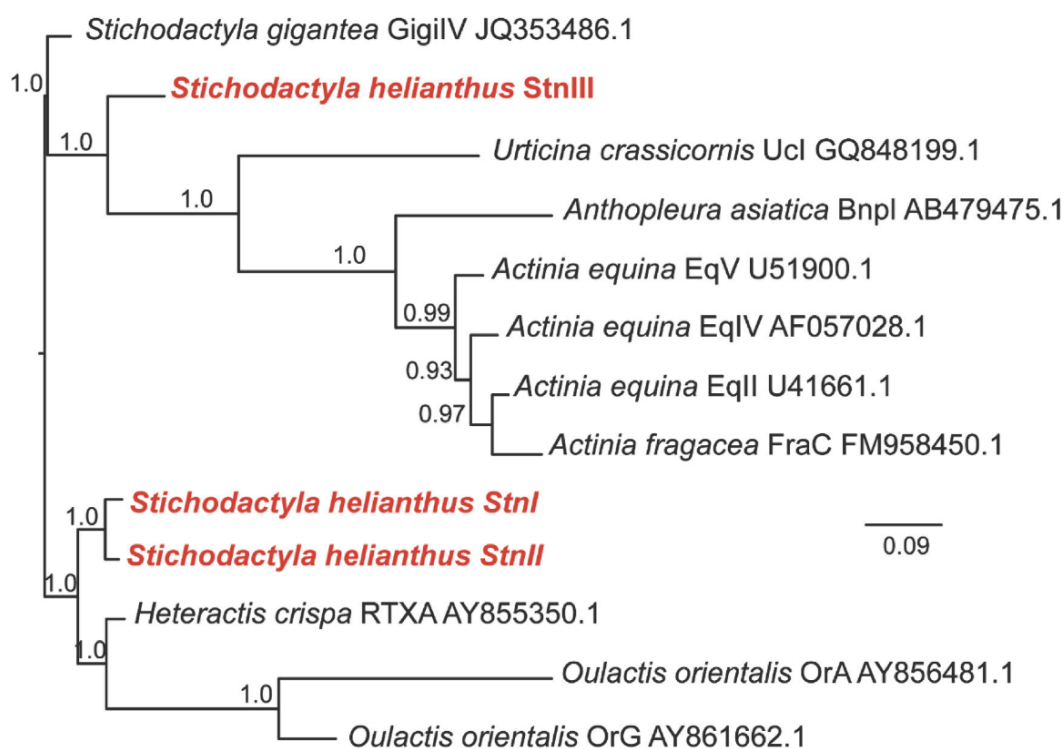 Stichodactyla gigantea GigiIV JQ353486.1
1.0
Stichodactyla helianthus StnIII
1.0
Urticina crassicornis UcI GQ848199.1
1.0
Anthopleura asiatica BnpI AB479475.1
1.0
Actinia equina EqV U51900.1
0.99
Actinia equina EqIV AF057028.1
0.93
Actinia equina EqII U41661.1
0.97
Actinia fragacea FraC FM958450.1
Stichodactyla helianthus StnI
1.0
Stichodactyla helianthus StnII
0.09
1.0
Heteractis crispa RTXA AY855350.1
1.0
Oulactis orientalis OrA AY856481.1
1.0
Oulactis orientalis OrG AY861662.1